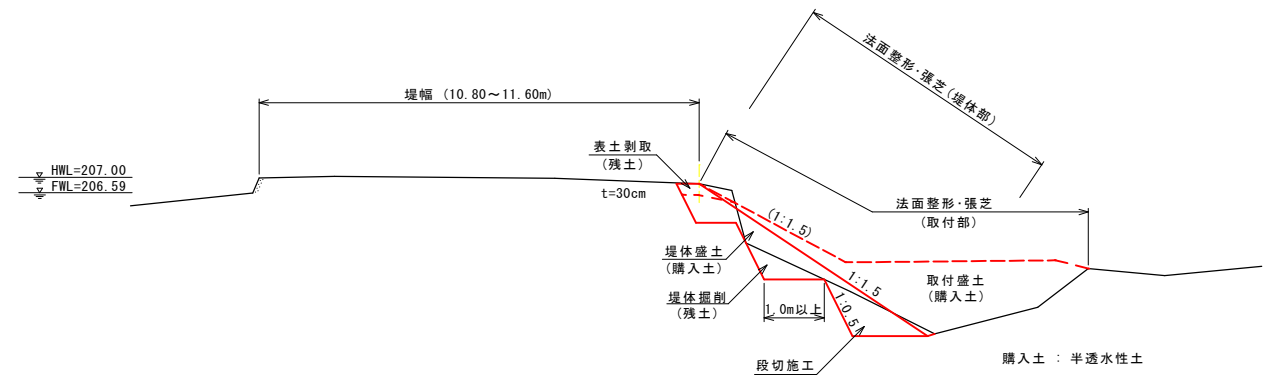 法面整形・張芝(堤体部)
堤幅 (10.80～11.60m)
表土剥取
(残土)
t=30cm
HWL=207.00
FWL=206.59
法面整形・張芝
(取付部)
(1:1.5)
堤体盛土
(購入土)
1:1.5
取付盛土
(購入土)
堤体掘削
(残土)
1.0m以上
1:0.5
段切施工
購入土 : 半透水性土